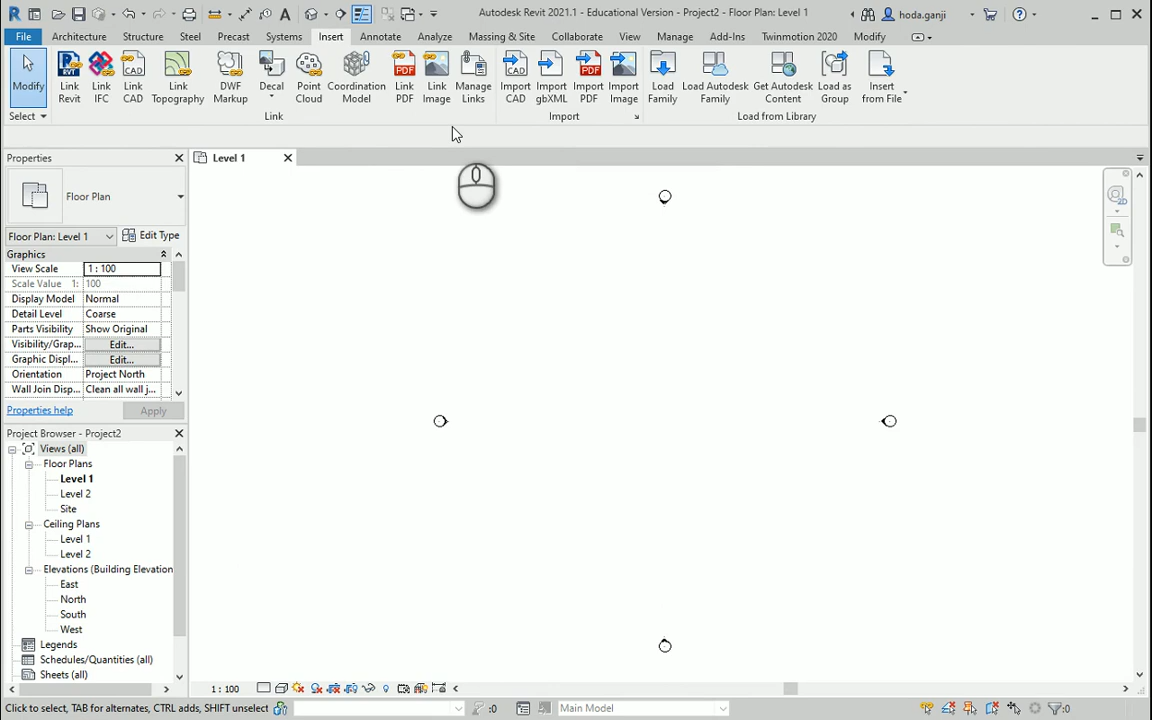 Autodesk Revit 2021.1 - Educational Version - Project2 - Floor Plan: Level 1
hoda.ganji
File Architecture Structure Steel Precast Systems Insert Annotate Analyze Massing & Site Collaborate View Manage Add-Ins Twinmotion 2020 Modify
Modify
Link Revit
Link IFC
Link CAD
Link Topography
DWF Markup
Decal
Point Cloud
Coordination Model
Link PDF
Link Image
Manage Links
Import CAD
Import gbXML
Import PDF
Import Image
Load Family
Load Autodesk Family
Get Autodesk Content
Load as Group
Insert from File
Select Link Import Load from Library
Properties
Level 1
Floor Plan
Floor Plan: Level 1 Edit Type
Graphics
View Scale 1 : 100
Scale Value 1: 100
Display Model Normal
Detail Level Coarse
Parts Visibility Show Original
Visibility/Grap... Edit...
Graphic Displ... Edit...
Orientation Project North
Wall Join Disp... Clean all wall j...
Properties help Apply
Project Browser - Project2
Views (all)
Floor Plans
Level 1
Level 2
Site
Ceiling Plans
Level 1
Level 2
Elevations (Building Elevation
East
North
South
West
Legends
Schedules/Quantities (all)
Sheets (all)
1 : 100
Click to select, TAB for alternates, CTRL adds, SHIFT unselect :0 Main Model :0